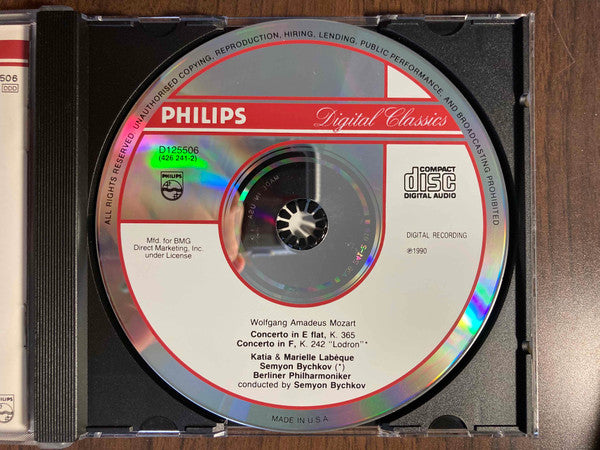 5506
DDD
ALL RIGHTS RESERVED. UNAUTHORISED COPYING, REPRODUCTION, HIRING, LENDING, PUBLIC PERFORMANCE, AND BROADCASTING PROHIBITED
PHILIPS
Digital Classics
D125506
(426 241-2)
PHILIPS
COMPACT
disc
DIGITAL AUDIO
Mfd. for BMG
Direct Marketing, Inc.
under License
DIGITAL RECORDING
℗1990
Wolfgang Amadeus Mozart
Concerto in E flat, K. 365
Concerto in F, K. 242 "Lodron"*
Katia & Marielle Labèque
Semyon Bychkov (*)
Berliner Philharmoniker
conducted by Semyon Bychkov
MADE IN U.S.A.